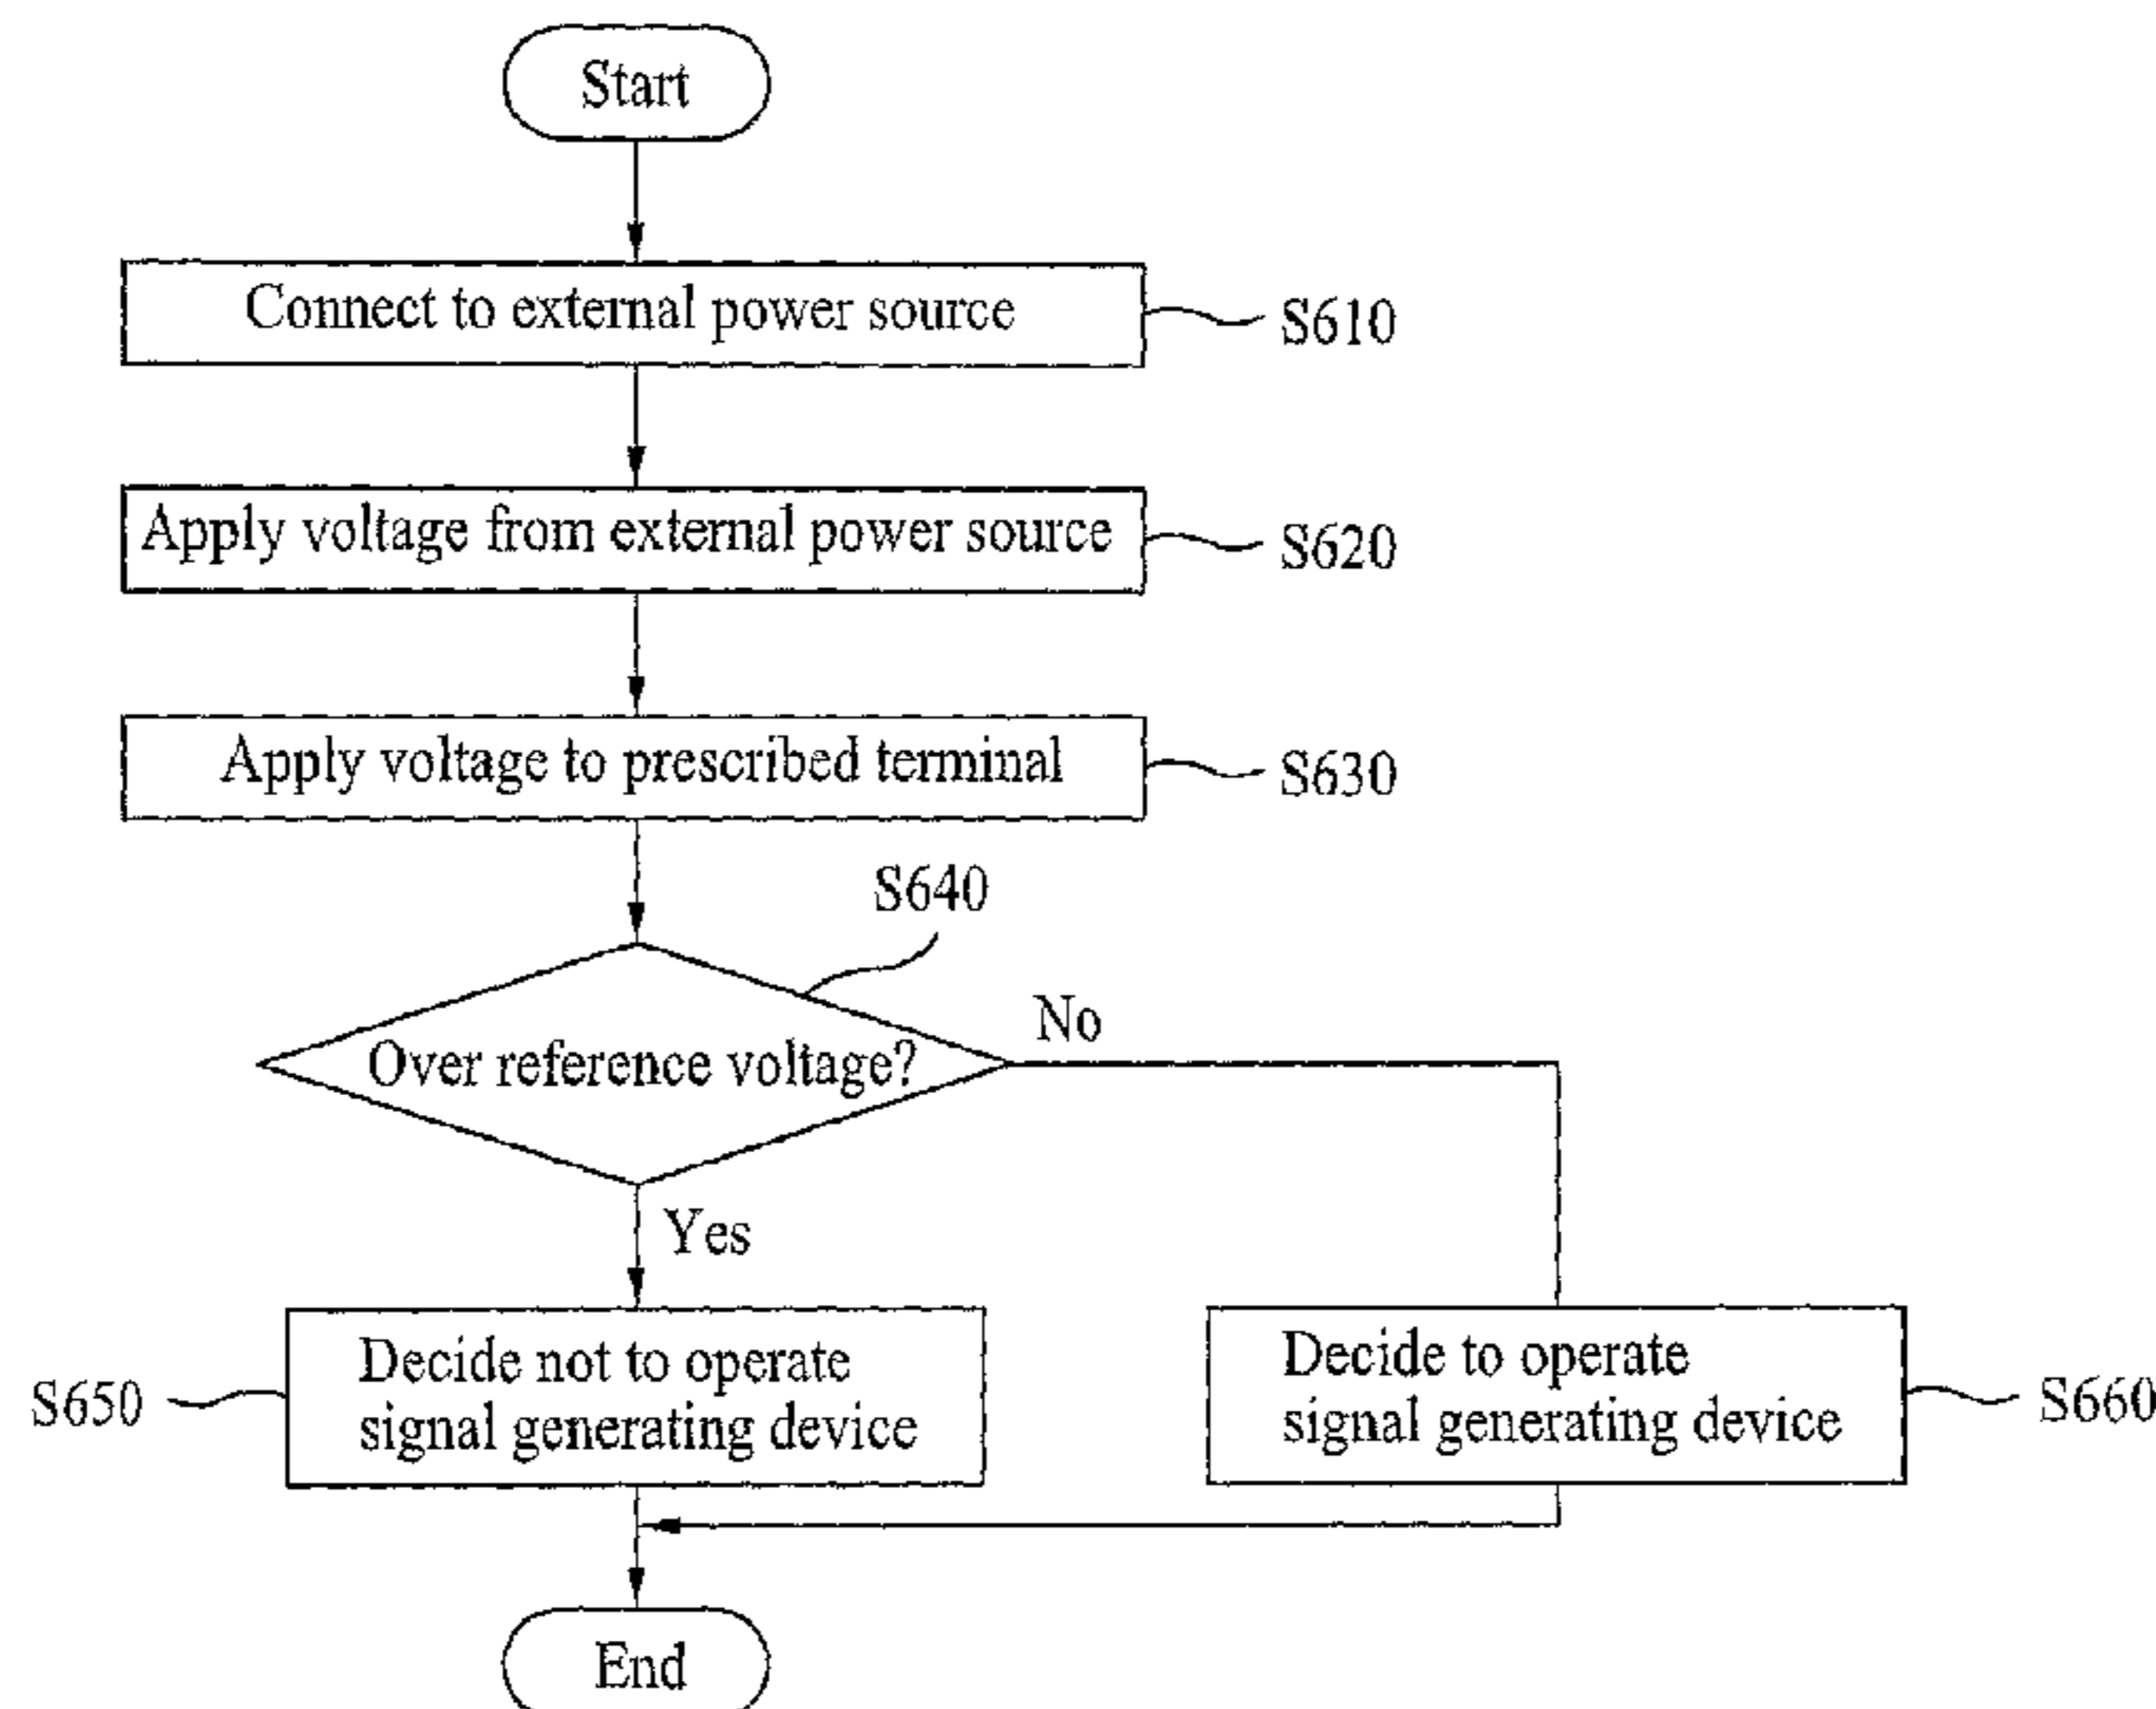 Start
Connect to external power source
S610
Apply voltage from external power source
S620
Apply voltage to prescribed terminal
S630
S640
No
Over reference voltage?
Yes
S650
Decide not to operate
signal generating device
Decide to operate
signal generating device
S660
End